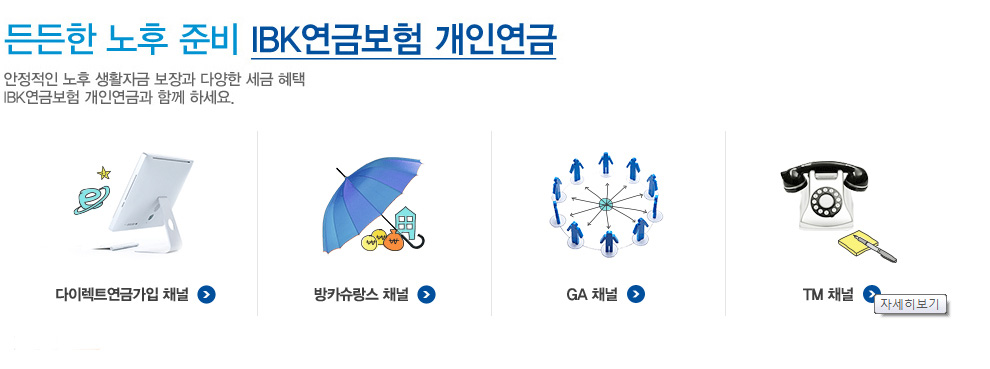 든든한 노후 준비 IBK연금보험 개인연금
안정적인 노후 생활자금 보장과 다양한 세금 혜택
IBK연금보험 개인연금과 함께 하세요.
다이렉트연금가입 채널
방카슈랑스 채널
GA 채널
TM 채널
자세히보기